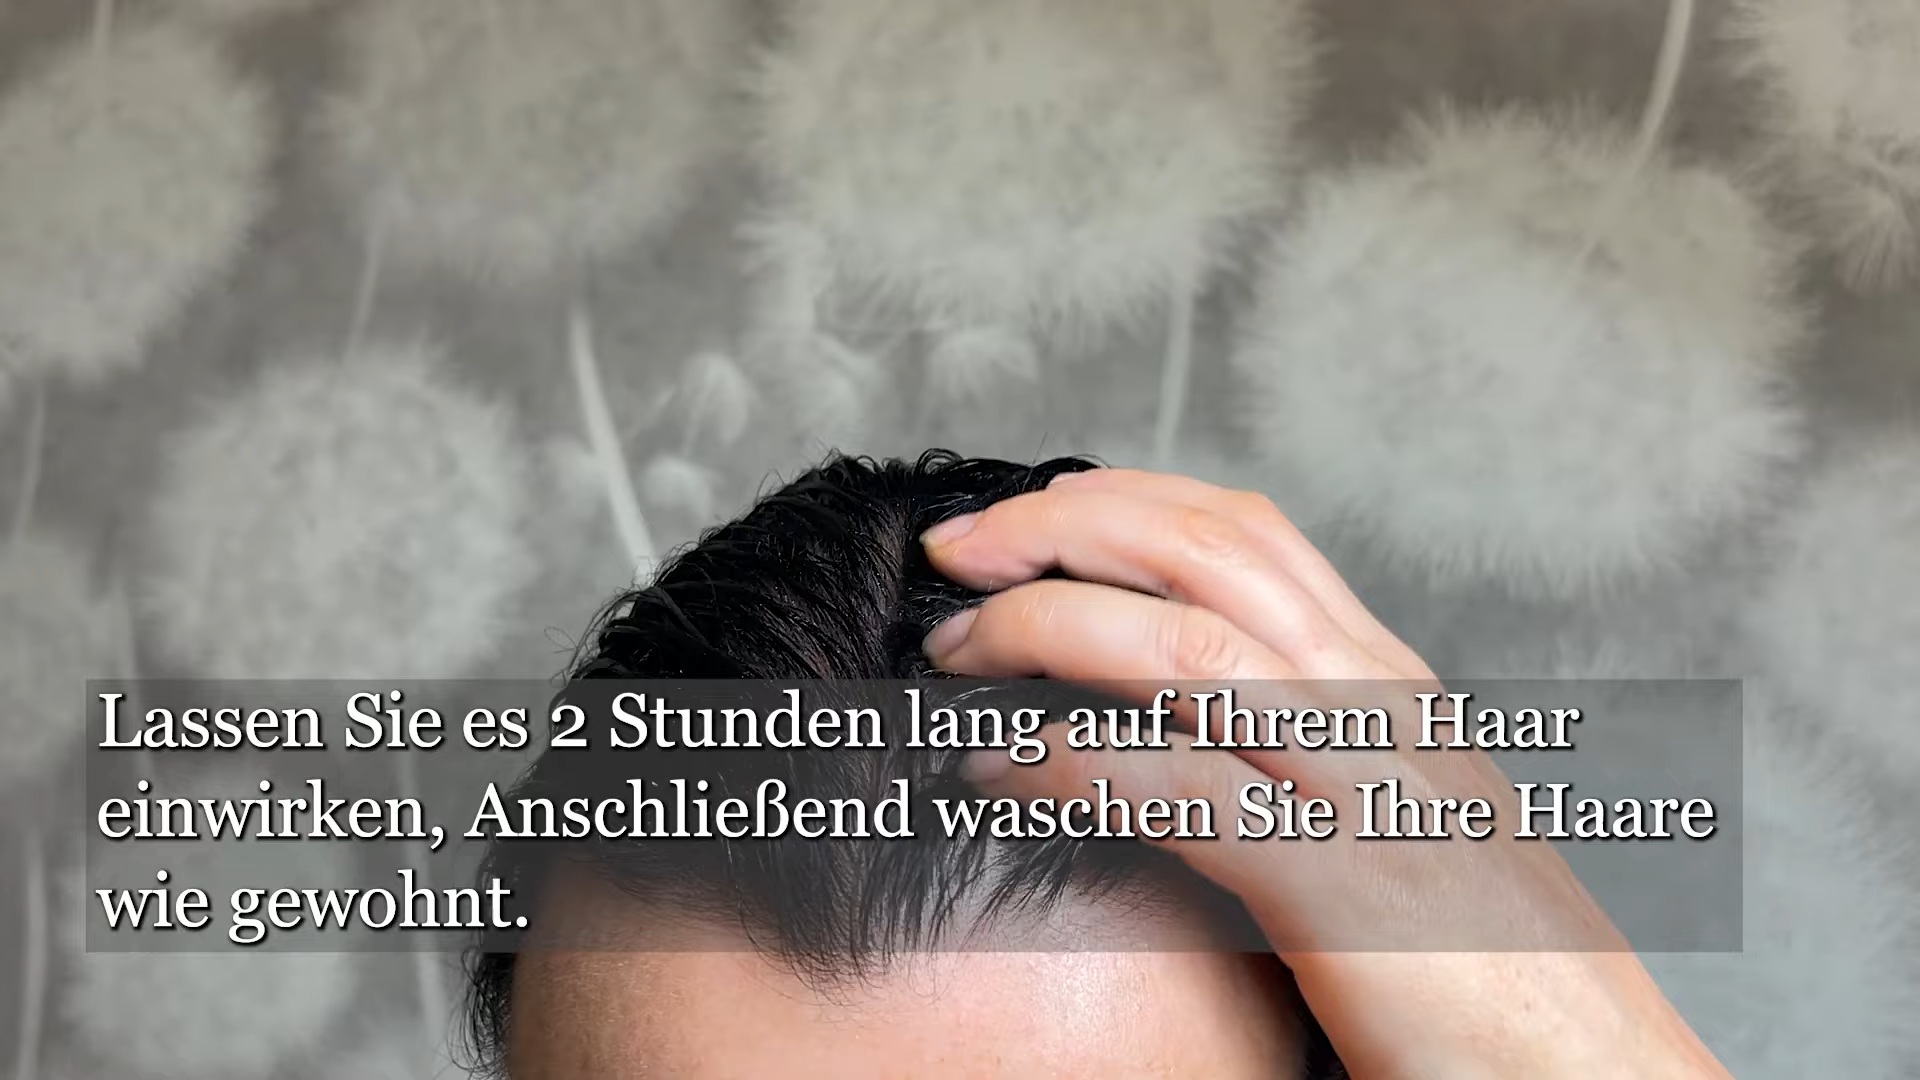 Lassen Sie es 2 Stunden lang auf Ihrem Haar
einwirken, Anschließend waschen Sie Ihre Haare
wie gewohnt.